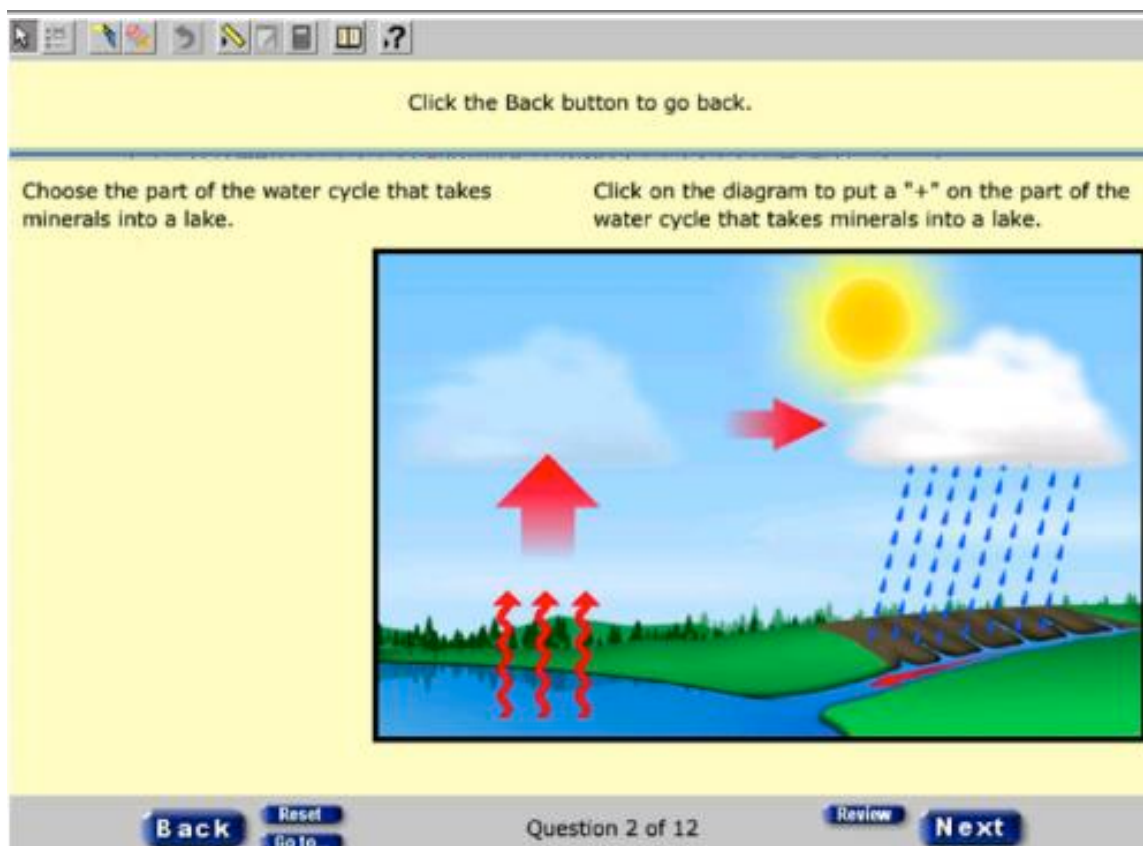 Click the Back button to go back.
Choose the part of the water cycle that takes
minerals into a lake.
Click on the diagram to put a "+" on the part of the
water cycle that takes minerals into a lake.
Back
Reset
Go to
Question 2 of 12
Review
Next